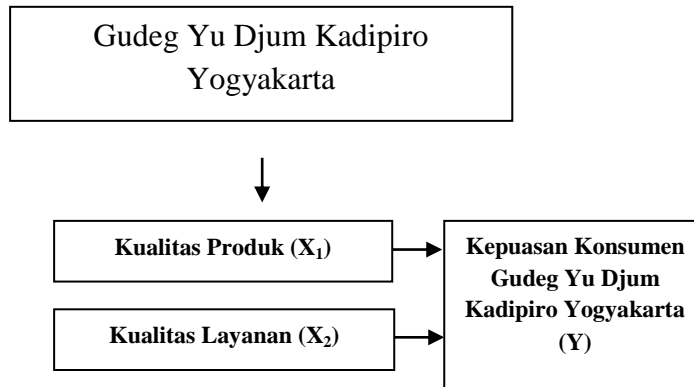 Gudeg Yu Djum Kadipiro
Yogyakarta
Kualitas Produk (X₁)
Kualitas Layanan (X₂)
Kepuasan Konsumen
Gudeg Yu Djum
Kadipiro Yogyakarta
(Y)